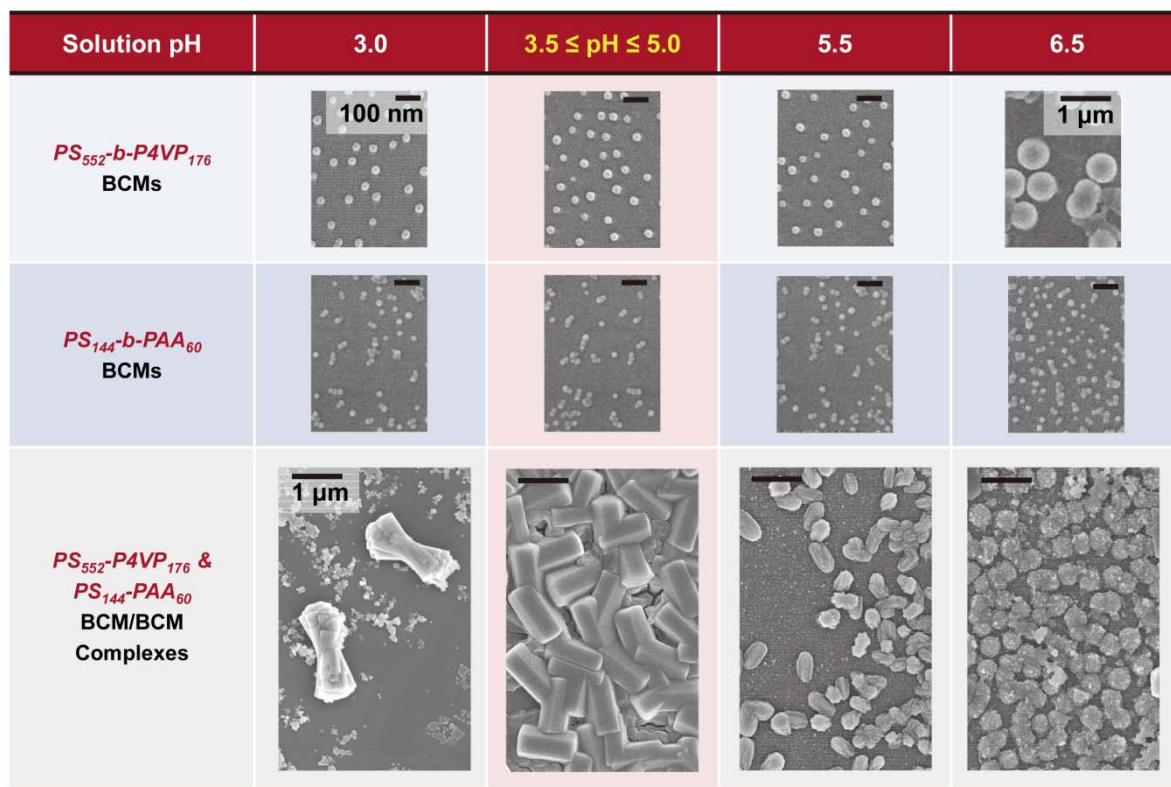 Solution pH
3.0
3.5 ≤ pH ≤ 5.0
5.5
6.5
PS552-b-P4VP176
BCMs
100 nm
1 μm
PS144-b-PAA60
BCMs
PS552-P4VP176 &
PS144-PAA60
BCM/BCM
Complexes
1 μm